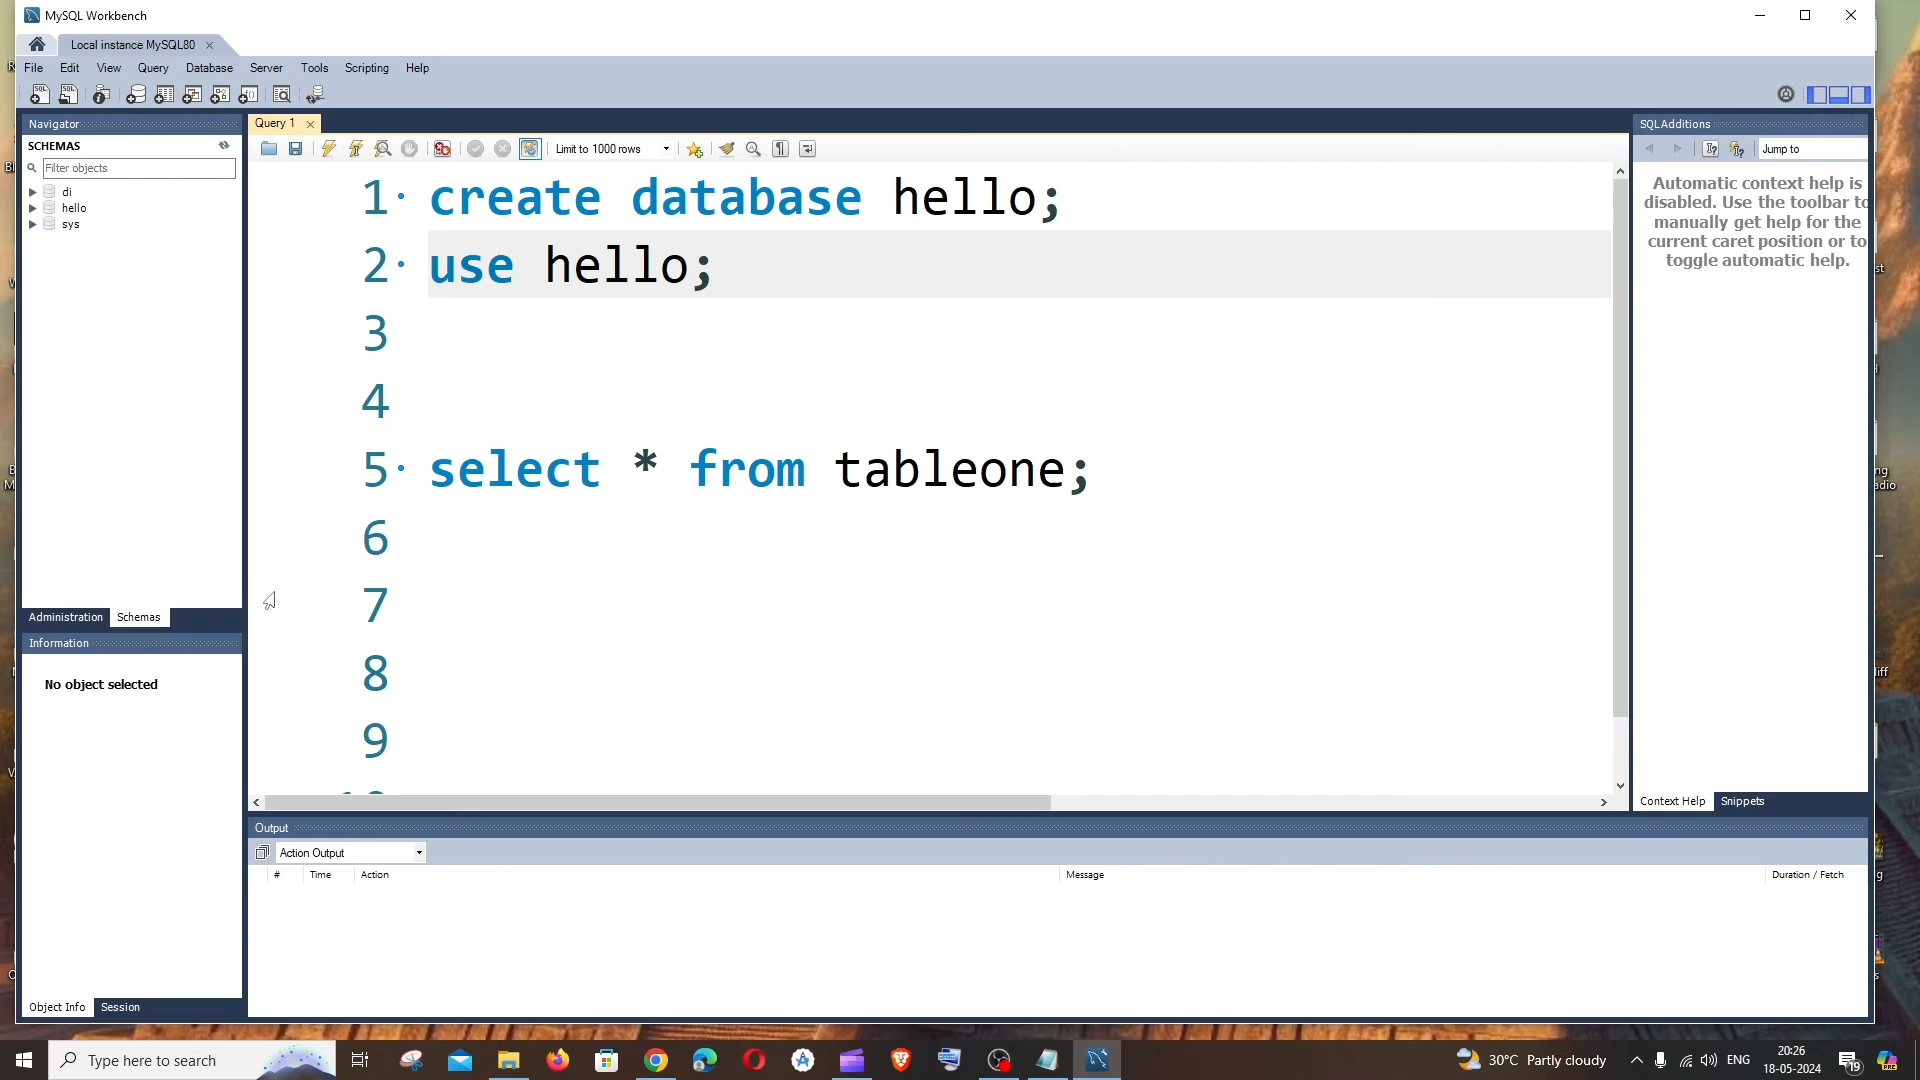 MySQL Workbench
Local instance MySQL80
File Edit View Query Database Server Tools Scripting Help
Navigator
SCHEMAS
Filter objects
di
hello
sys
Administration Schemas
Information
No object selected
Object Info Session
Query 1
Limit to 1000 rows
1 create database hello;
2 use hello;
3
4
5 select * from tableone;
6
7
8
9
Output
Action Output
# Time Action Message Duration / Fetch
SQLAdditions
Jump to
Automatic context help is
disabled. Use the toolbar to
manually get help for the
current caret position or to
toggle automatic help.
Context Help Snippets
Type here to search
30°C Partly cloudy
ENG
20:26
18-05-2024
19